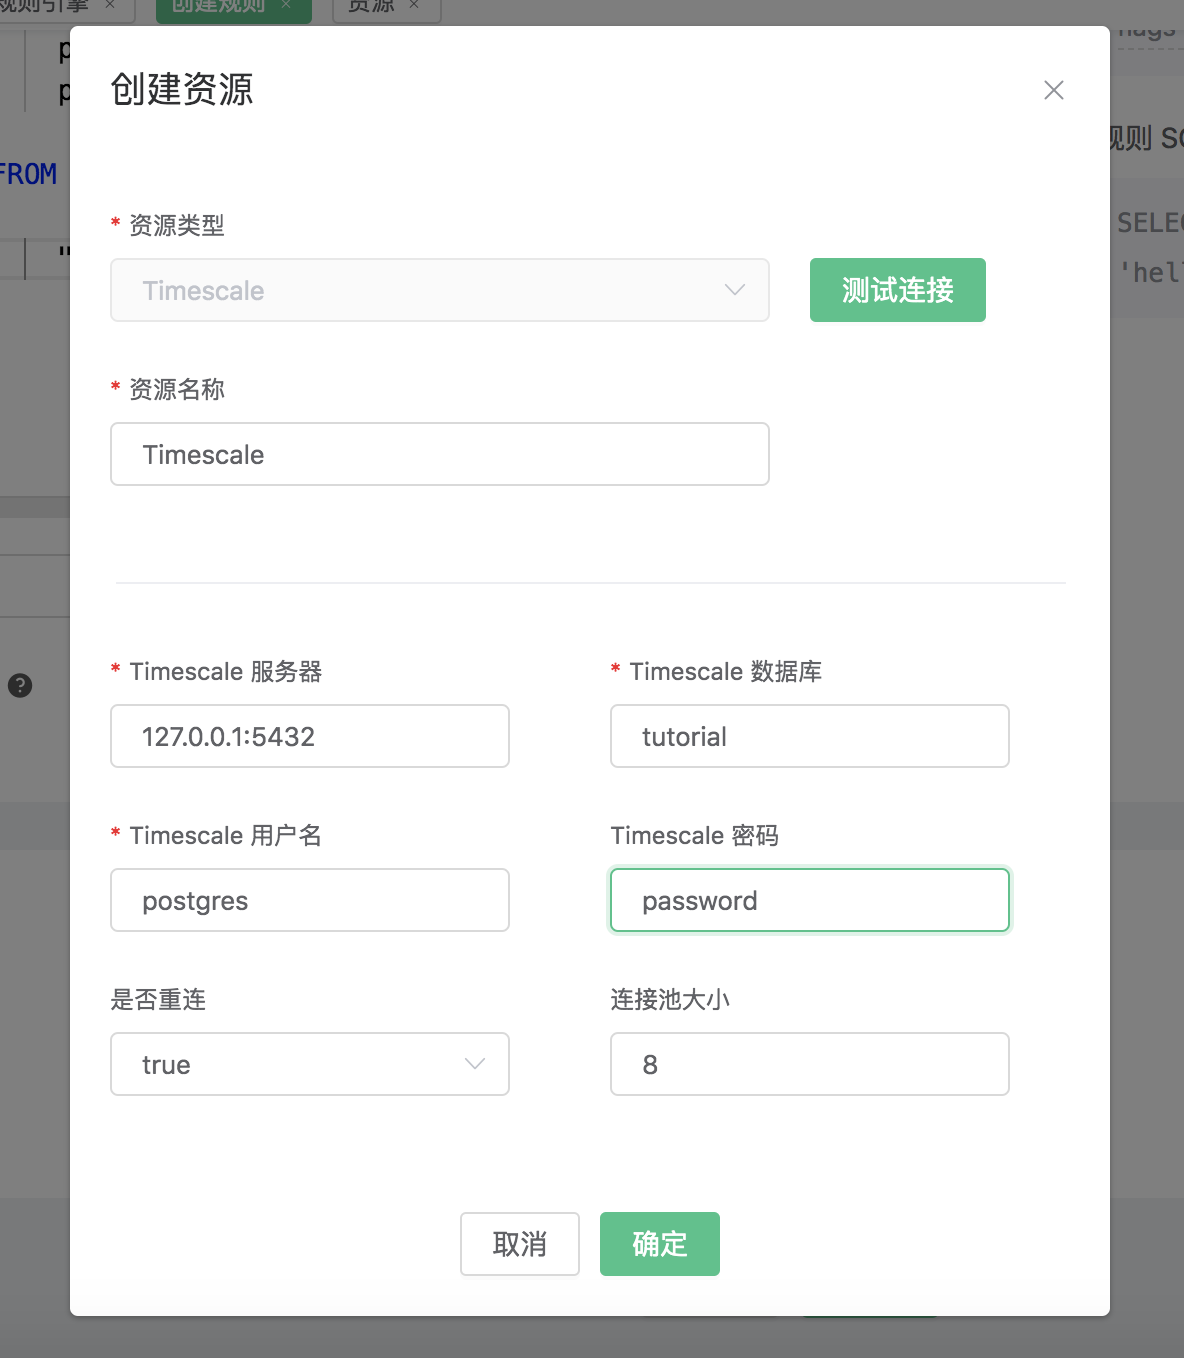 规则引擎 × 创建规则 × 资源 ×
p
p
FROM
"
规则 SQ
SELEC
'hel
创建资源
* 资源类型
Timescale
测试连接
* 资源名称
Timescale
* Timescale 服务器
* Timescale 数据库
127.0.0.1:5432
tutorial
?
* Timescale 用户名
Timescale 密码
postgres
password
是否重连
连接池大小
true
8
取消
确定